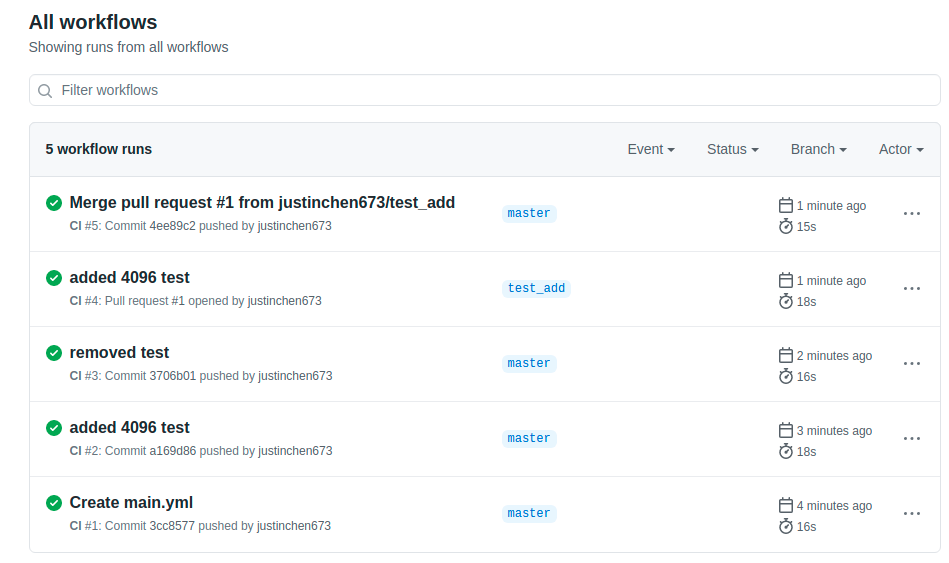 All workflows
Showing runs from all workflows
Filter workflows
5 workflow runs Event Status Branch Actor
Merge pull request #1 from justinchen673/test_add
CI #5: Commit 4ee89c2 pushed by justinchen673
master
1 minute ago
15s
added 4096 test
CI #4: Pull request #1 opened by justinchen673
test_add
1 minute ago
18s
removed test
CI #3: Commit 3706b01 pushed by justinchen673
master
2 minutes ago
16s
added 4096 test
CI #2: Commit a169d86 pushed by justinchen673
master
3 minutes ago
18s
Create main.yml
CI #1: Commit 3cc8577 pushed by justinchen673
master
4 minutes ago
16s